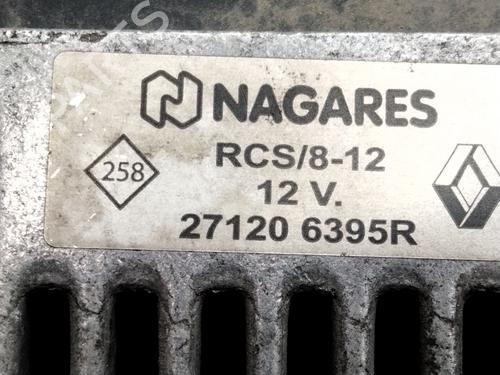 NAGARES
RCS/8-12
258
12 V.
27120 6395R